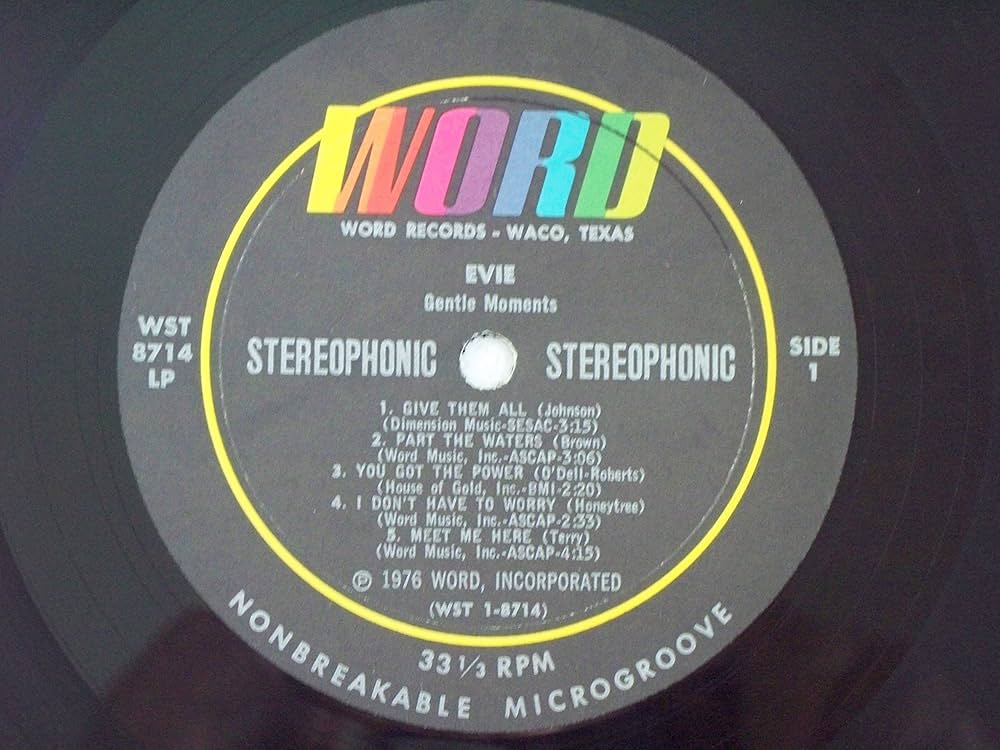 WORD
WORD RECORDS - WACO, TEXAS
EVIE
Gentle Moments
WST
8714
LP
STEREOPHONIC STEREOPHONIC
SIDE
1
1. GIVE THEM ALL (Johnson)
(Dimension Music-SESAC-3:15)
2. PART THE WATERS (Brown)
(Word Music, Inc.-ASCAP-3:06)
3. YOU GOT THE POWER (O'Dell-Roberts)
(House of Gold, Inc.-BMI-2:20)
4. I DON'T HAVE TO WORRY (Honeytree)
(Word Music, Inc.-ASCAP-2:33)
5. MEET ME HERE (Terry)
(Word Music, Inc.-ASCAP-4:15)
℗ 1976 WORD, INCORPORATED
(WST 1-8714)
33 1/3 RPM
NONBREAKABLE MICROGROOVE